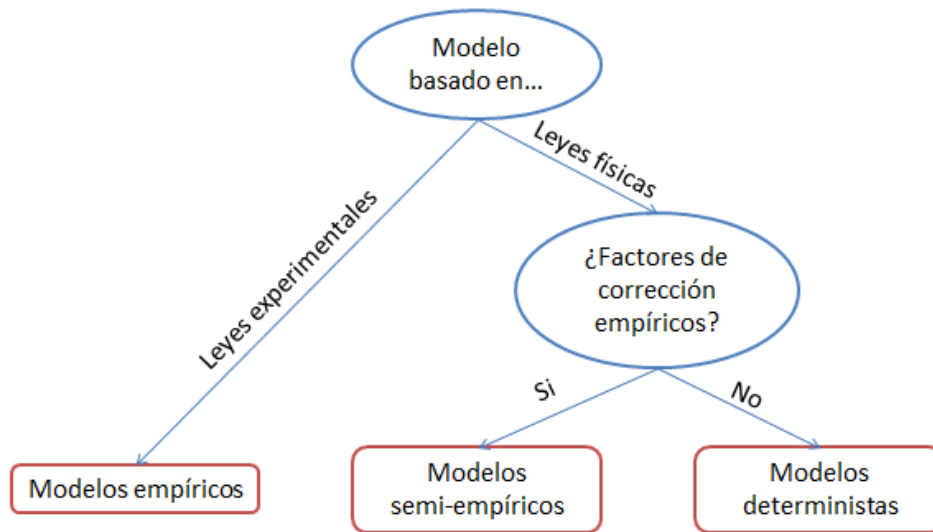 Modelo
basado en...
Leyes experimentales
Leyes físicas
¿Factores de
corrección
empíricos?
Si
No
Modelos empíricos
Modelos
semi-empíricos
Modelos
deterministas